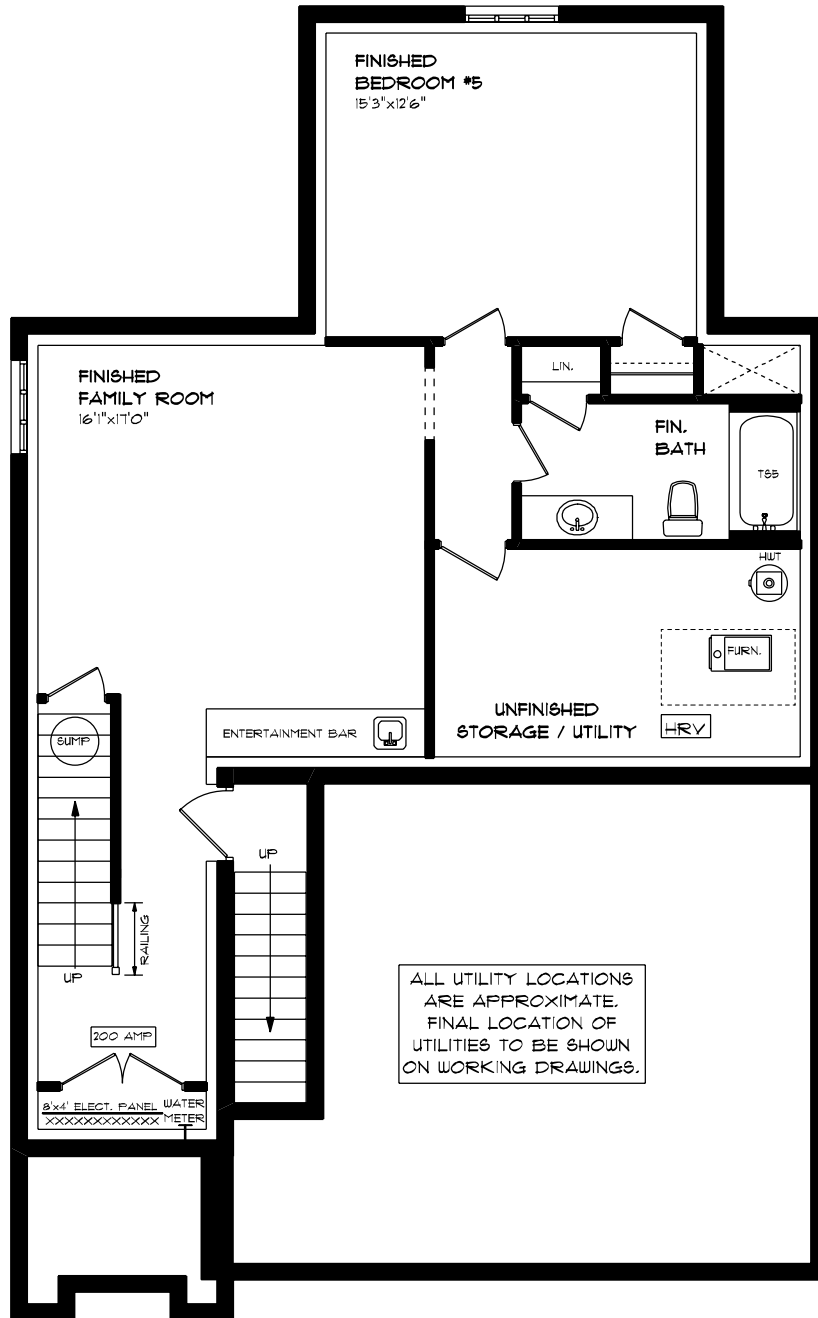 FINISHED
BEDROOM #5
15'3"x12'6"
FINISHED
FAMILY ROOM
16'1"x17'0"
LIN.
FIN.
BATH
TSS
HWT
FURN.
UNFINISHED
STORAGE / UTILITY
HRV
ENTERTAINMENT BAR
SUMP
UP
RAILING
UP
200 AMP
8'x4' ELECT. PANEL
XXXXXXXXXXXX
WATER
METER
ALL UTILITY LOCATIONS
ARE APPROXIMATE.
FINAL LOCATION OF
UTILITIES TO BE SHOWN
ON WORKING DRAWINGS.